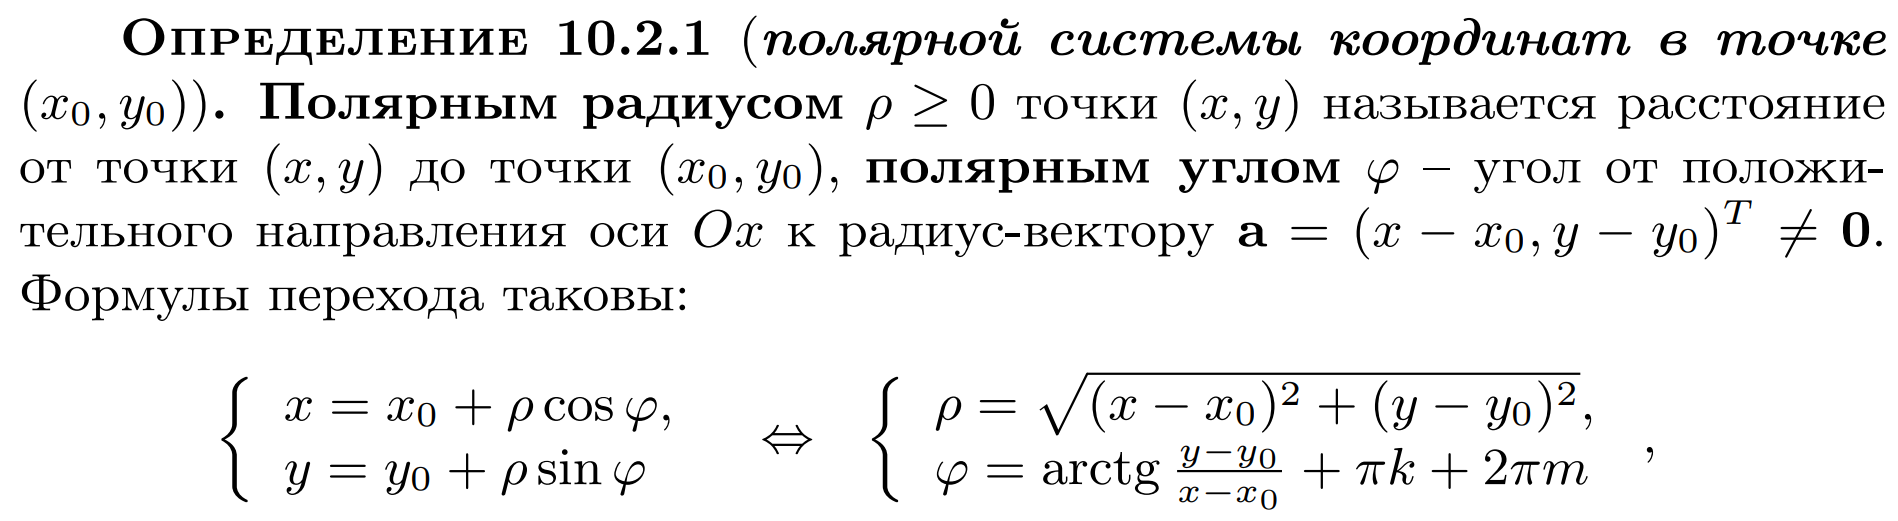 Определение 10.2.1 (полярной системы координат в точке
(x₀, y₀)). Полярным радиусом ρ ≥ 0 точки (x, y) называется расстояние
от точки (x, y) до точки (x₀, y₀), полярным углом φ – угол от положи-
тельного направления оси Ox к радиус-вектору a = (x − x₀, y − y₀)ᵀ ≠ 0.
Формулы перехода таковы:
{ x = x₀ + ρ cos φ, y = y₀ + ρ sin φ ⇔ { ρ = √((x − x₀)² + (y − y₀)²), φ = arctg (y−y₀)/(x−x₀) + πk + 2πm ,